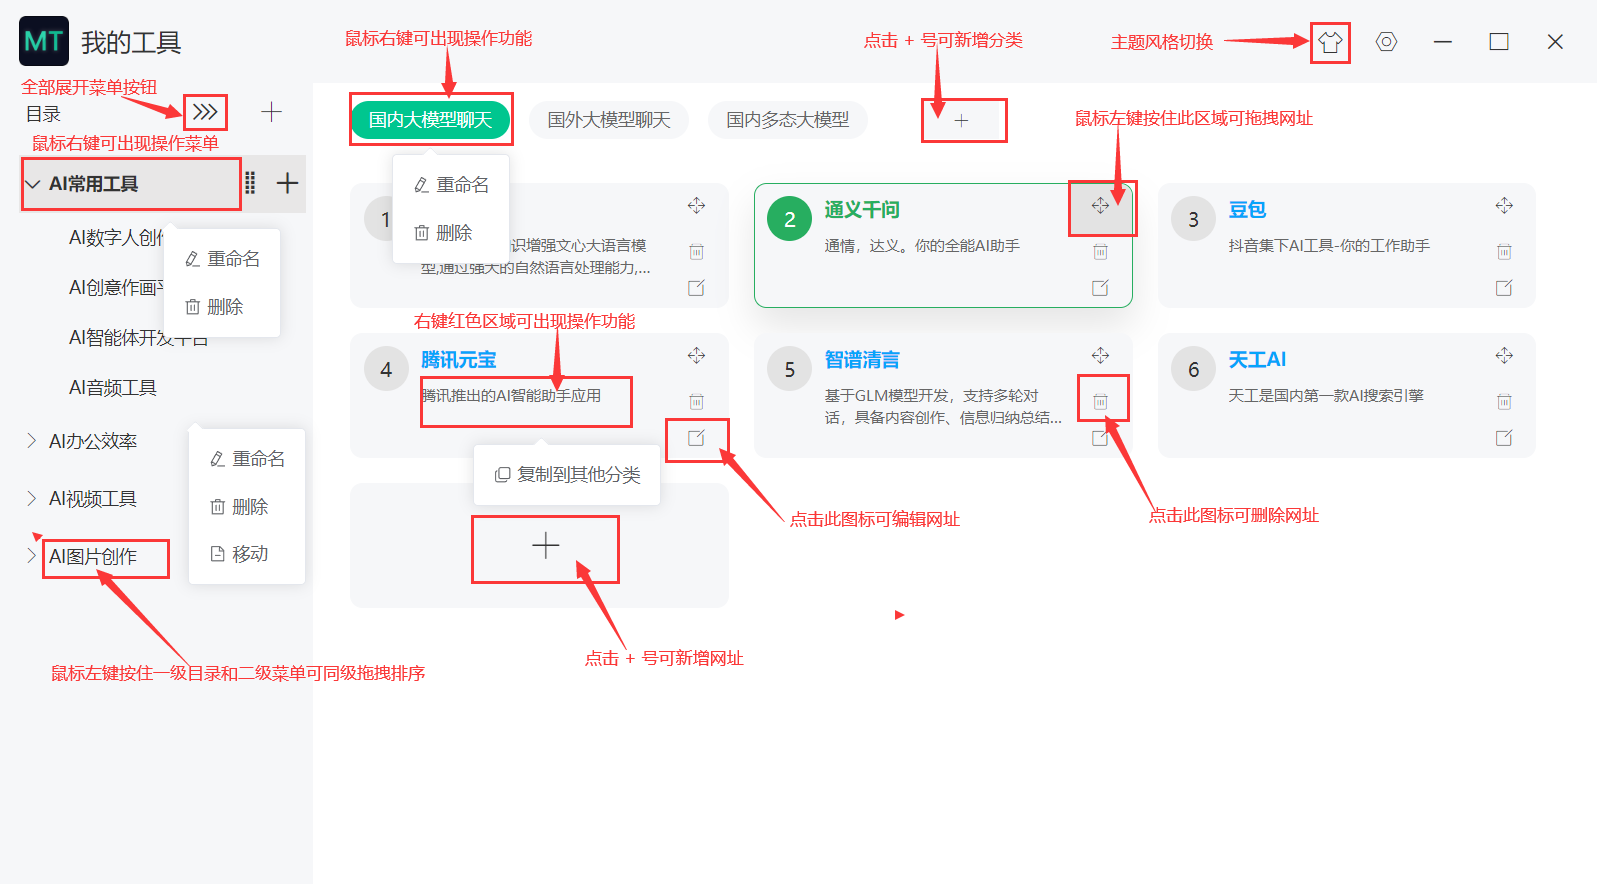 MT 我的工具
鼠标右键可出现操作功能
点击 + 号可新增分类
主题风格切换
全部展开菜单按钮
目录
鼠标右键可出现操作菜单
AI常用工具
AI数字人创作
AI创意作画平
AI智能体开发平台
AI音频工具
重命名
删除
AI办公效率
AI视频工具
AI图片创作
重命名
删除
移动
鼠标左键按住一级目录和二级菜单可同级拖拽排序
国内大模型聊天
国外大模型聊天
国内多态大模型
鼠标左键按住此区域可拖拽网址
重命名
删除
1
识增强文心大语言模
型,通过强大的自然语言处理能力,...
2
通义千问
通情，达义。你的全能AI助手
3
豆包
抖音集下AI工具-你的工作助手
右键红色区域可出现操作功能
4
腾讯元宝
腾讯推出的AI智能助手应用
5
智谱清言
基于GLM模型开发，支持多轮对
话，具备内容创作、信息归纳总结...
6
天工AI
天工是国内第一款AI搜索引擎
复制到其他分类
点击此图标可编辑网址
点击此图标可删除网址
点击 + 号可新增网址